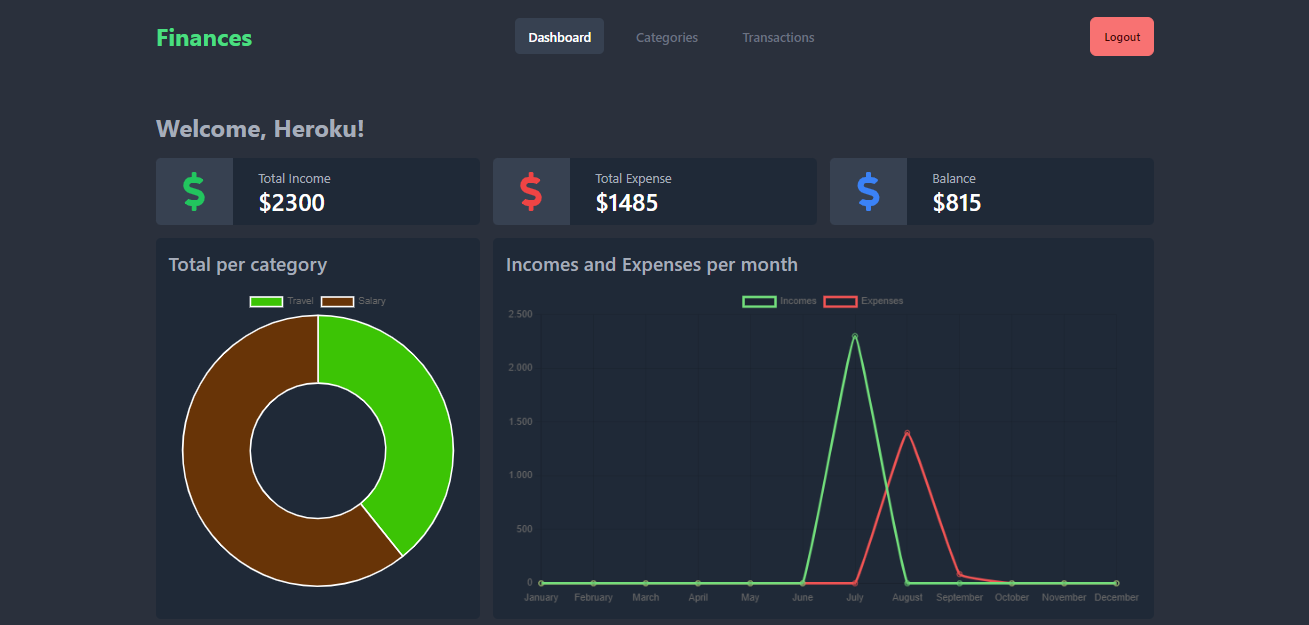 Finances
Dashboard Categories Transactions
Logout
Welcome, Heroku!
Total Income
$2300
Total Expense
$1485
Balance
$815
Total per category
Travel Salary
Incomes and Expenses per month
Incomes Expenses
2.500
2.000
1.500
1.000
500
0
January February March April May June July August September October November December